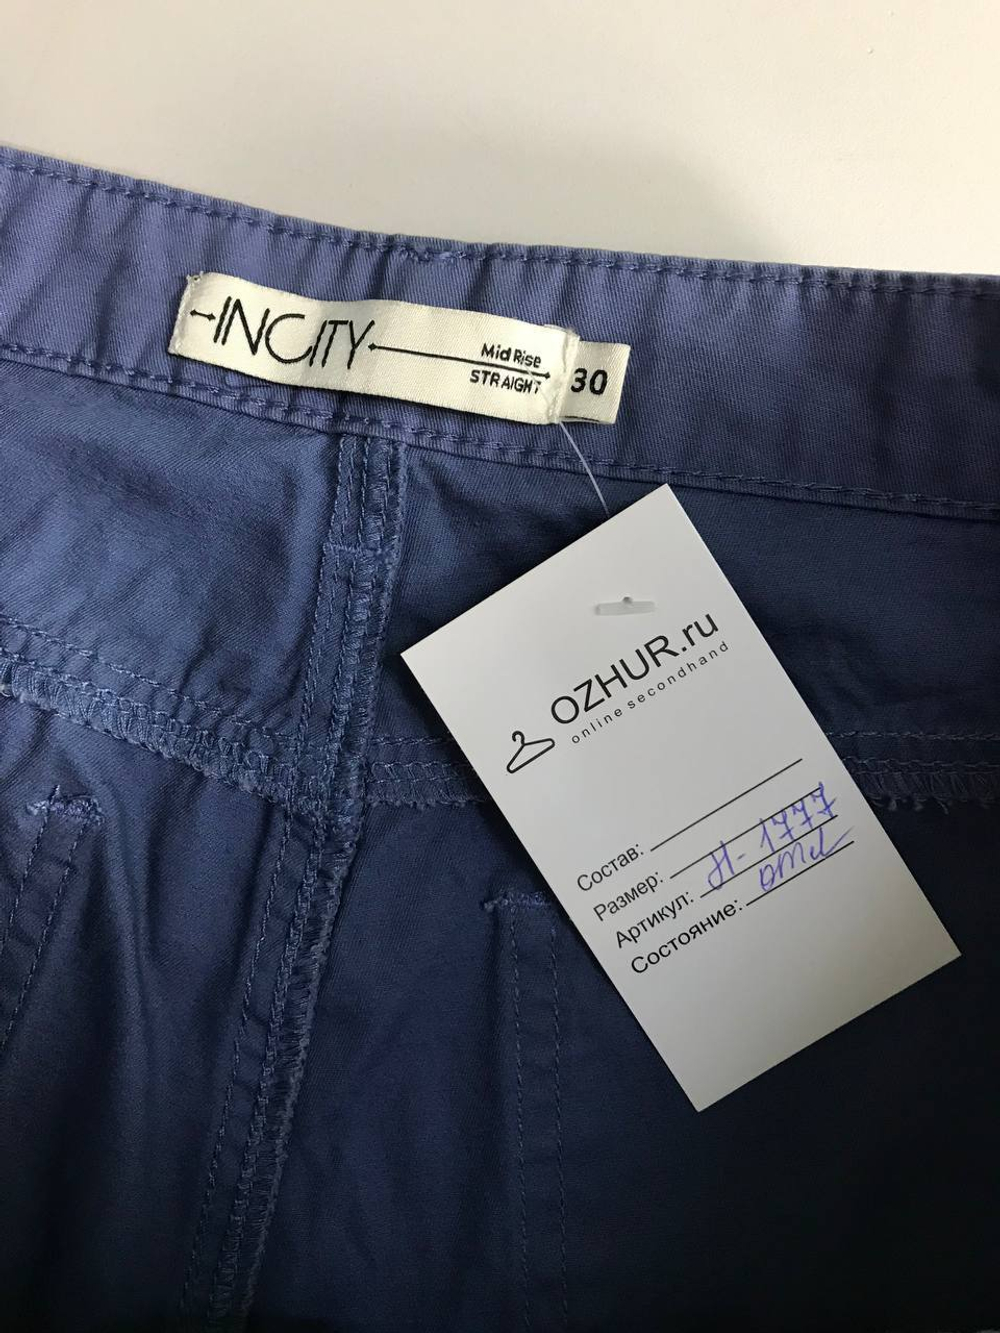 INCITY
Mid Rise
STRAIGHT
30
OZHUR.ru
online secondhand
Состав:
Размер:
Артикул: H-1777
Состояние: отл